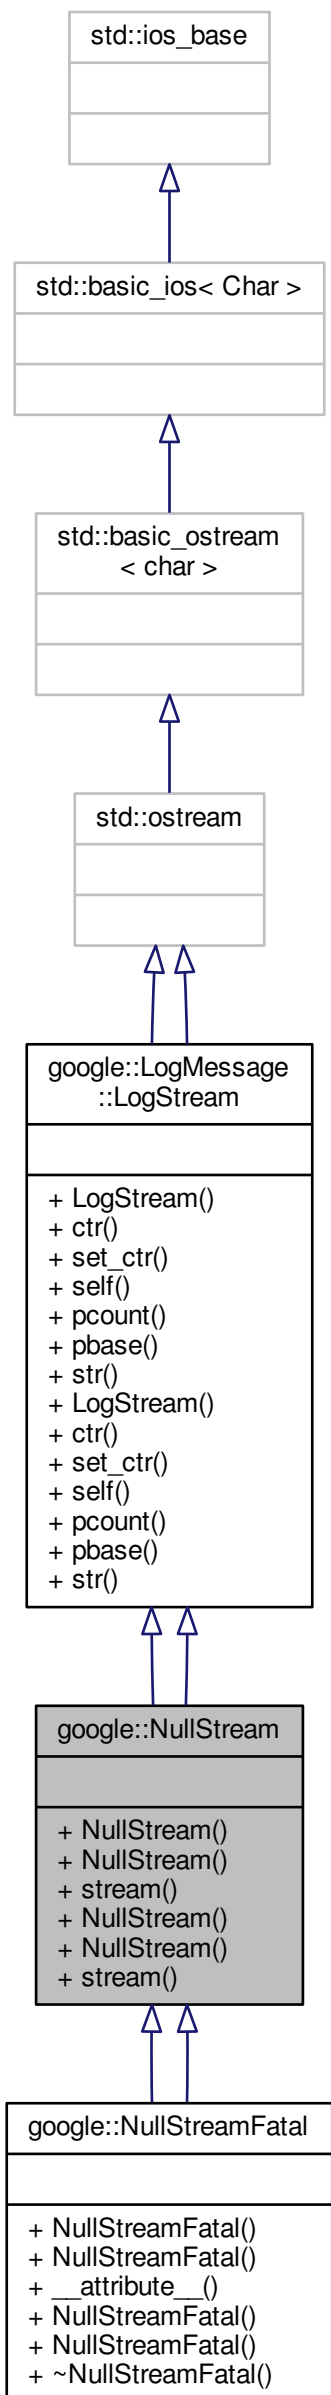 std::ios_base
std::basic_ios< Char >
std::basic_ostream
< char >
std::ostream
google::LogMessage
::LogStream
+ LogStream()
+ ctr()
+ set_ctr()
+ self()
+ pcount()
+ pbase()
+ str()
+ LogStream()
+ ctr()
+ set_ctr()
+ self()
+ pcount()
+ pbase()
+ str()
google::NullStream
+ NullStream()
+ NullStream()
+ stream()
+ NullStream()
+ NullStream()
+ stream()
google::NullStreamFatal
+ NullStreamFatal()
+ NullStreamFatal()
+ __attribute__()
+ NullStreamFatal()
+ NullStreamFatal()
+ ~NullStreamFatal()